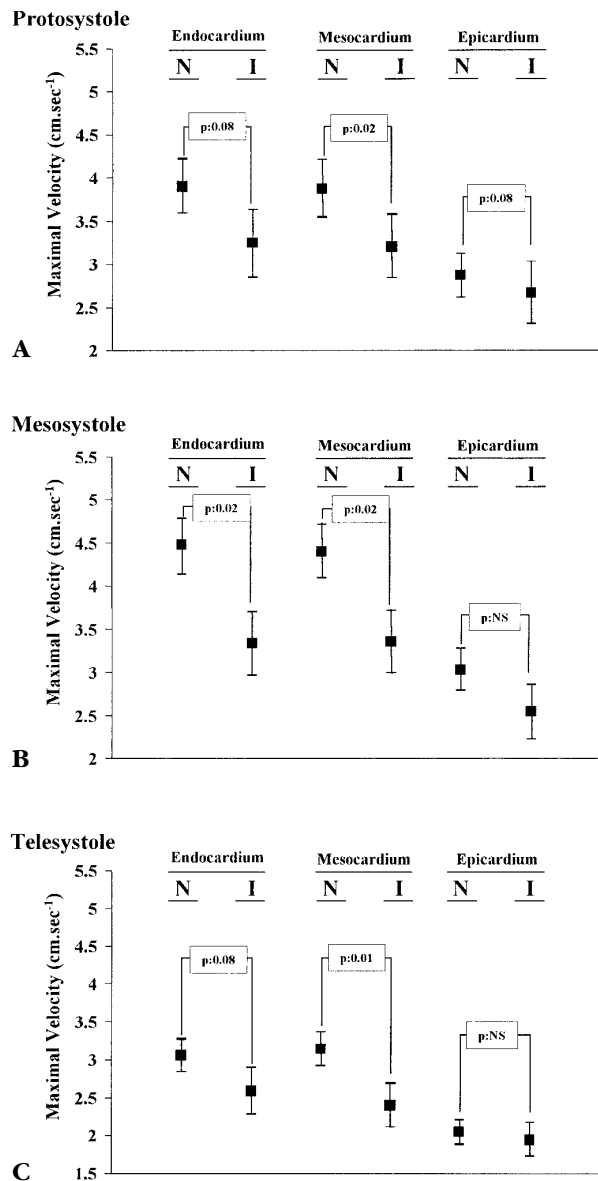 Protosystole
Endocardium Mesocardium Epicardium
N I N I N I
Maximal Velocity (cm.sec⁻¹)
5.5
5
4.5
4
3.5
3
2.5
2
p:0.08
p:0.02
p:0.08
A
Mesosystole
Endocardium Mesocardium Epicardium
N I N I N I
Maximal Velocity (cm.sec⁻¹)
5.5
5
4.5
4
3.5
3
2.5
2
p:0.02
p:0.02
p:NS
B
Telesystole
Endocardium Mesocardium Epicardium
N I N I N I
Maximal Velocity (cm.sec⁻¹)
5.5
5
4.5
4
3.5
3
2.5
2
1.5
p:0.08
p:0.01
p:NS
C